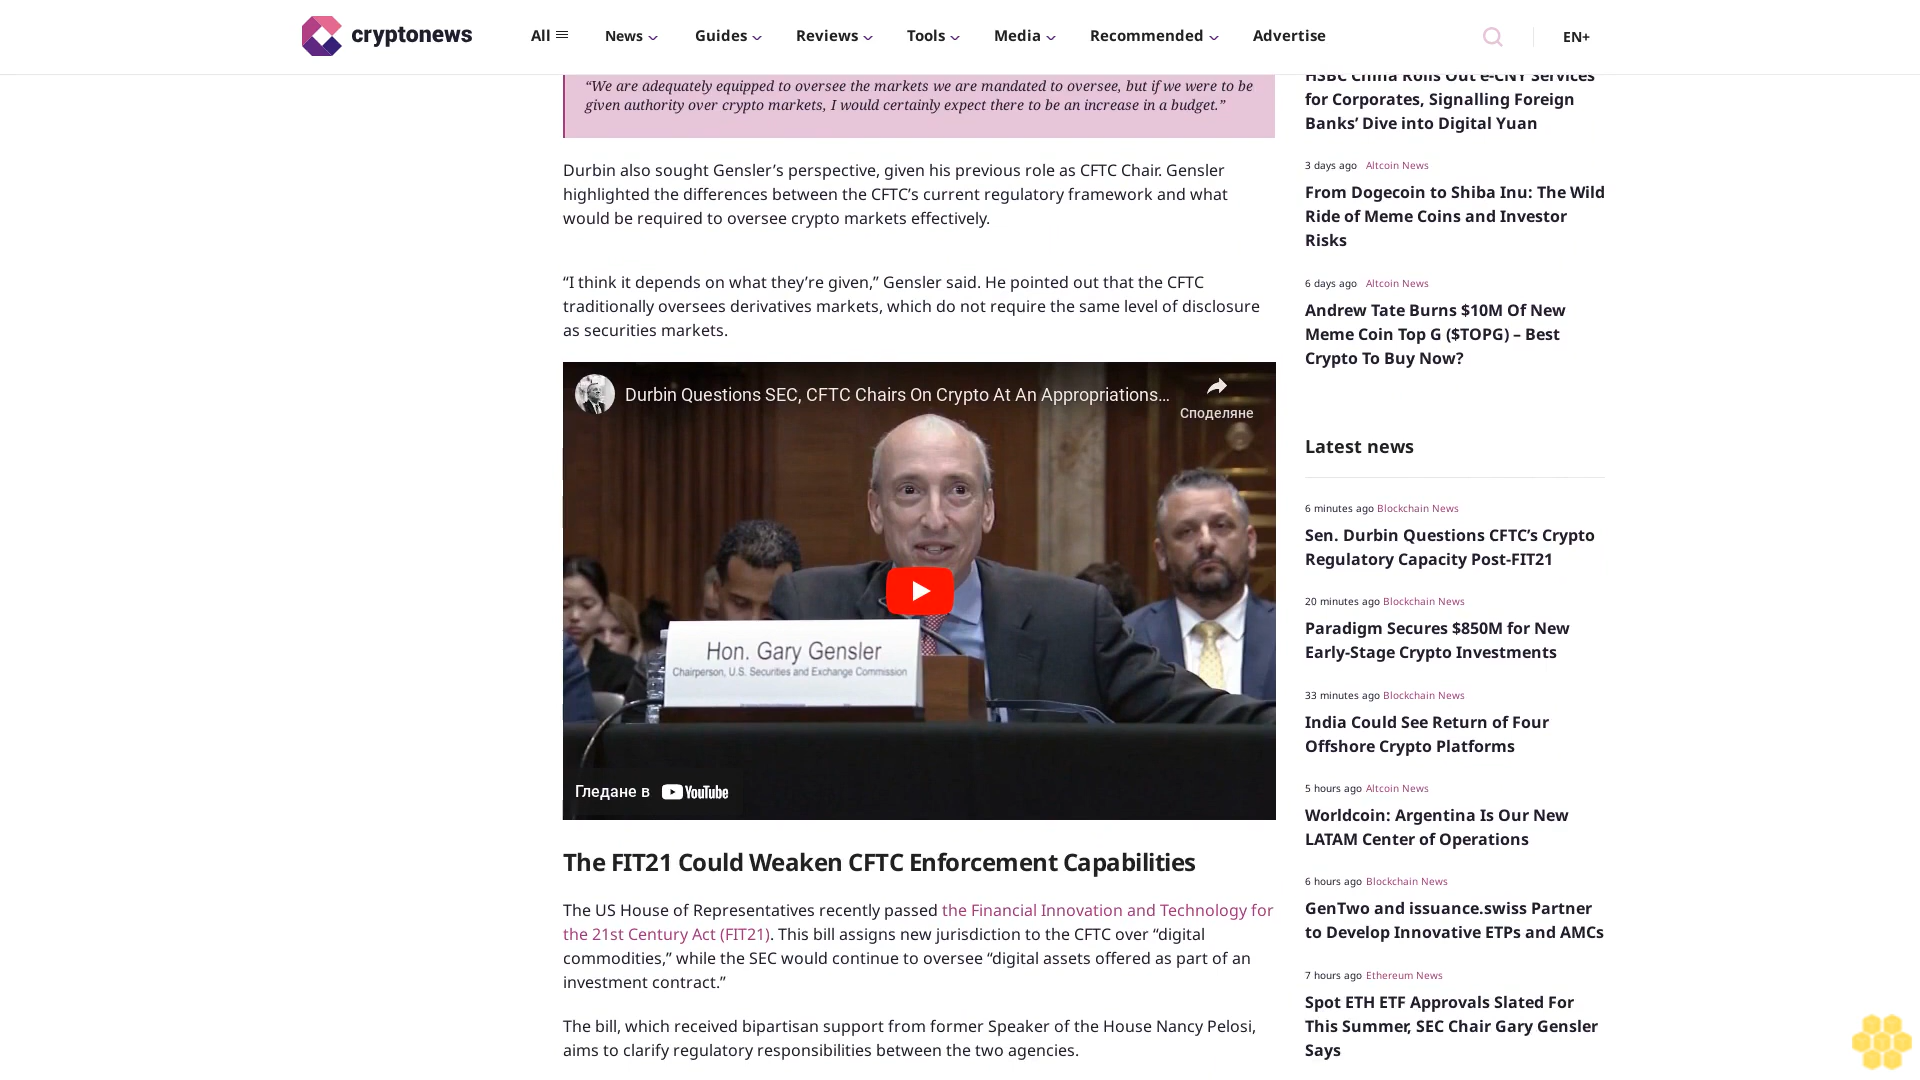 cryptonews
All
News
Guides
Reviews
Tools
Media
Recommended
Advertise
EN+
“We are adequately equipped to oversee the markets we are mandated to oversee, but if we were to be
given authority over crypto markets, I would certainly expect there to be an increase in a budget.”
Durbin also sought Gensler’s perspective, given his previous role as CFTC Chair. Gensler
highlighted the differences between the CFTC’s current regulatory framework and what
would be required to oversee crypto markets effectively.
“I think it depends on what they’re given,” Gensler said. He pointed out that the CFTC
traditionally oversees derivatives markets, which do not require the same level of disclosure
as securities markets.
Durbin Questions SEC, CFTC Chairs On Crypto At An Appropriations…
Споделяне
Hon. Gary Gensler
Chairperson, U.S. Securities and Exchange Commission
Гледане в YouTube
The FIT21 Could Weaken CFTC Enforcement Capabilities
The US House of Representatives recently passed the Financial Innovation and Technology for
the 21st Century Act (FIT21). This bill assigns new jurisdiction to the CFTC over “digital
commodities,” while the SEC would continue to oversee “digital assets offered as part of an
investment contract.”
The bill, which received bipartisan support from former Speaker of the House Nancy Pelosi,
aims to clarify regulatory responsibilities between the two agencies.
HSBC China Rolls Out e-CNY Services
for Corporates, Signalling Foreign
Banks’ Dive into Digital Yuan
3 days ago Altcoin News
From Dogecoin to Shiba Inu: The Wild
Ride of Meme Coins and Investor
Risks
6 days ago Altcoin News
Andrew Tate Burns $10M Of New
Meme Coin Top G ($TOPG) – Best
Crypto To Buy Now?
Latest news
6 minutes ago Blockchain News
Sen. Durbin Questions CFTC’s Crypto
Regulatory Capacity Post-FIT21
20 minutes ago Blockchain News
Paradigm Secures $850M for New
Early-Stage Crypto Investments
33 minutes ago Blockchain News
India Could See Return of Four
Offshore Crypto Platforms
5 hours ago Altcoin News
Worldcoin: Argentina Is Our New
LATAM Center of Operations
6 hours ago Blockchain News
GenTwo and issuance.swiss Partner
to Develop Innovative ETPs and AMCs
7 hours ago Ethereum News
Spot ETH ETF Approvals Slated For
This Summer, SEC Chair Gary Gensler
Says